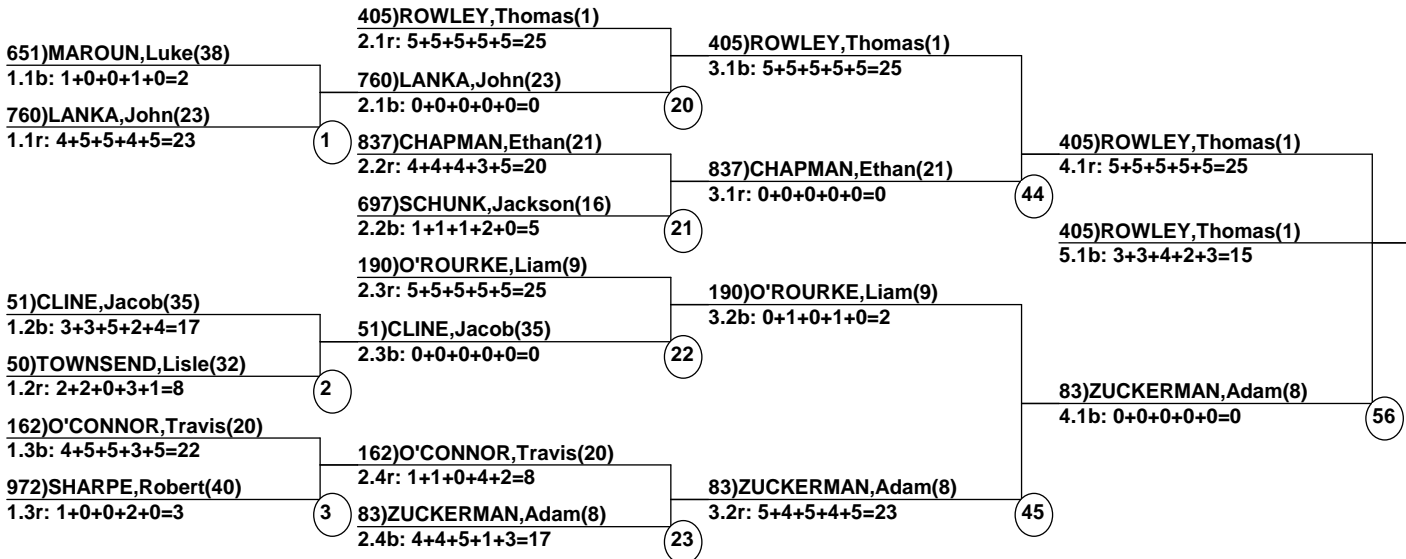 651)MAROUN,Luke(38)
1.1b: 1+0+0+1+0=2
760)LANKA,John(23)
1.1r: 4+5+5+4+5=23
1
51)CLINE,Jacob(35)
1.2b: 3+3+5+2+4=17
50)TOWNSEND,Lisle(32)
1.2r: 2+2+0+3+1=8
2
162)O'CONNOR,Travis(20)
1.3b: 4+5+5+3+5=22
972)SHARPE,Robert(40)
1.3r: 1+0+0+2+0=3
3
405)ROWLEY,Thomas(1)
2.1r: 5+5+5+5+5=25
760)LANKA,John(23)
2.1b: 0+0+0+0+0=0
20
837)CHAPMAN,Ethan(21)
2.2r: 4+4+4+3+5=20
697)SCHUNK,Jackson(16)
2.2b: 1+1+1+2+0=5
21
190)O'ROURKE,Liam(9)
2.3r: 5+5+5+5+5=25
51)CLINE,Jacob(35)
2.3b: 0+0+0+0+0=0
22
162)O'CONNOR,Travis(20)
2.4r: 1+1+0+4+2=8
83)ZUCKERMAN,Adam(8)
2.4b: 4+4+5+1+3=17
23
405)ROWLEY,Thomas(1)
3.1b: 5+5+5+5+5=25
837)CHAPMAN,Ethan(21)
3.1r: 0+0+0+0+0=0
44
190)O'ROURKE,Liam(9)
3.2b: 0+1+0+1+0=2
83)ZUCKERMAN,Adam(8)
3.2r: 5+4+5+4+5=23
45
405)ROWLEY,Thomas(1)
4.1r: 5+5+5+5+5=25
405)ROWLEY,Thomas(1)
5.1b: 3+3+4+2+3=15
83)ZUCKERMAN,Adam(8)
4.1b: 0+0+0+0+0=0
56